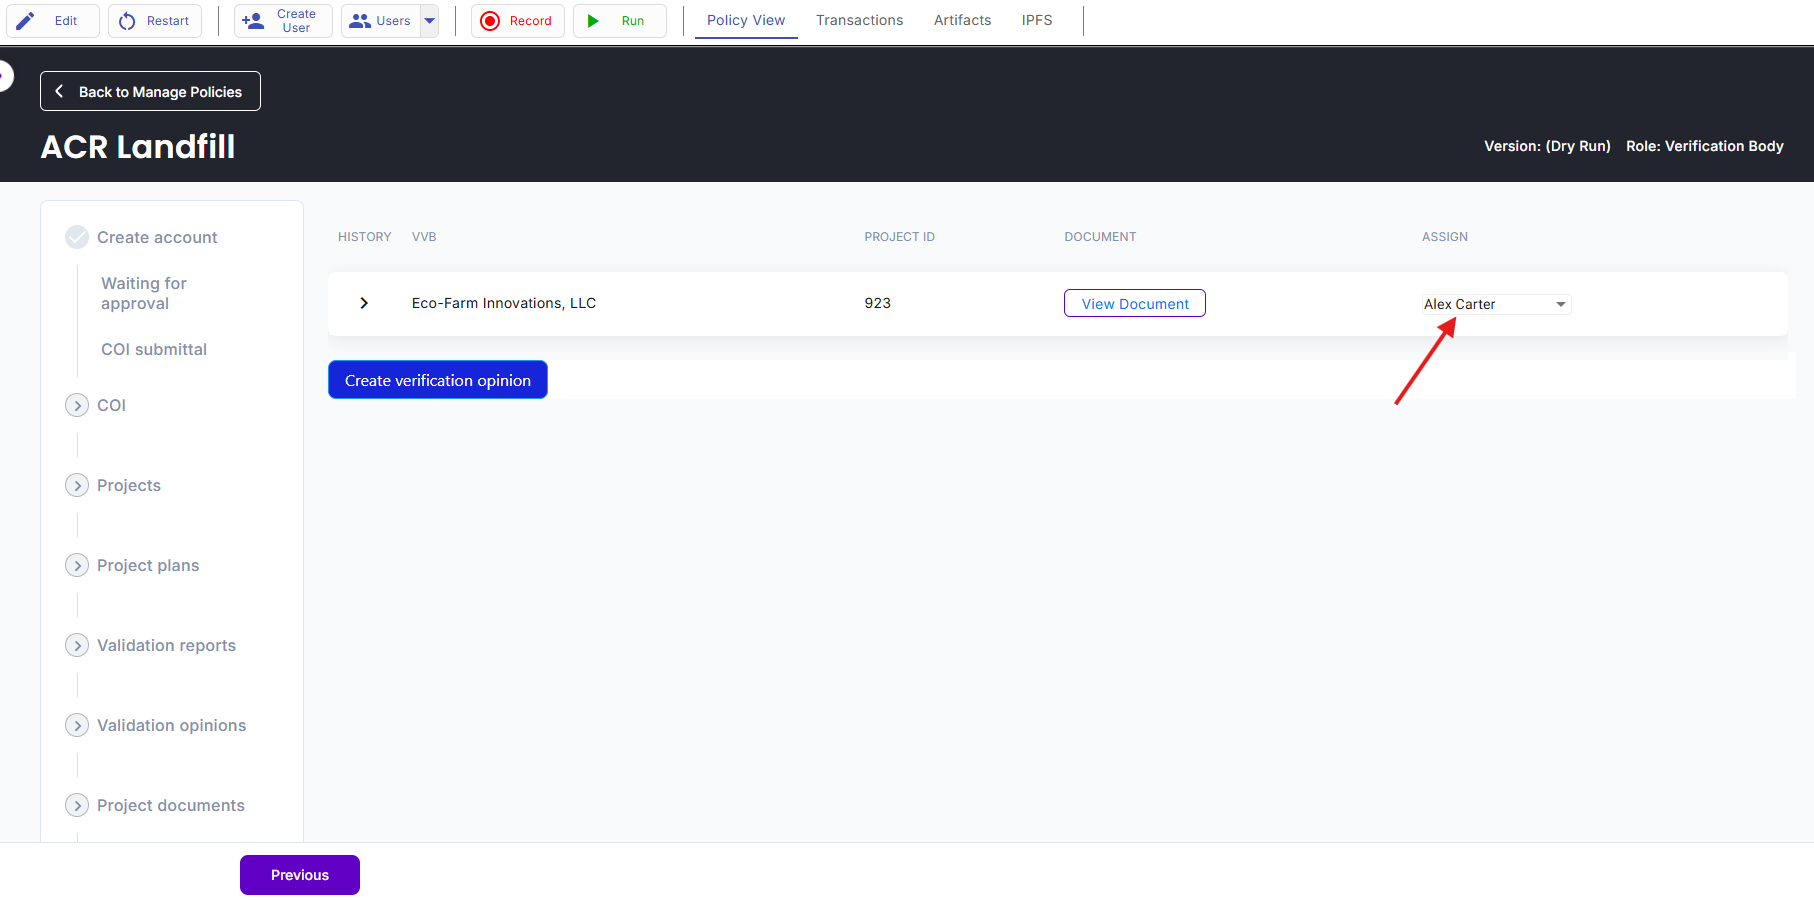 Edit
Restart
Create User
Users
Record
Run
Policy View
Transactions
Artifacts
IPFS
Back to Manage Policies
ACR Landfill
Version: (Dry Run) Role: Verification Body
Create account
Waiting for
approval
COI submittal
COI
Projects
Project plans
Validation reports
Validation opinions
Project documents
HISTORY VVB PROJECT ID DOCUMENT ASSIGN
Eco-Farm Innovations, LLC 923 View Document Alex Carter
Create verification opinion
Previous